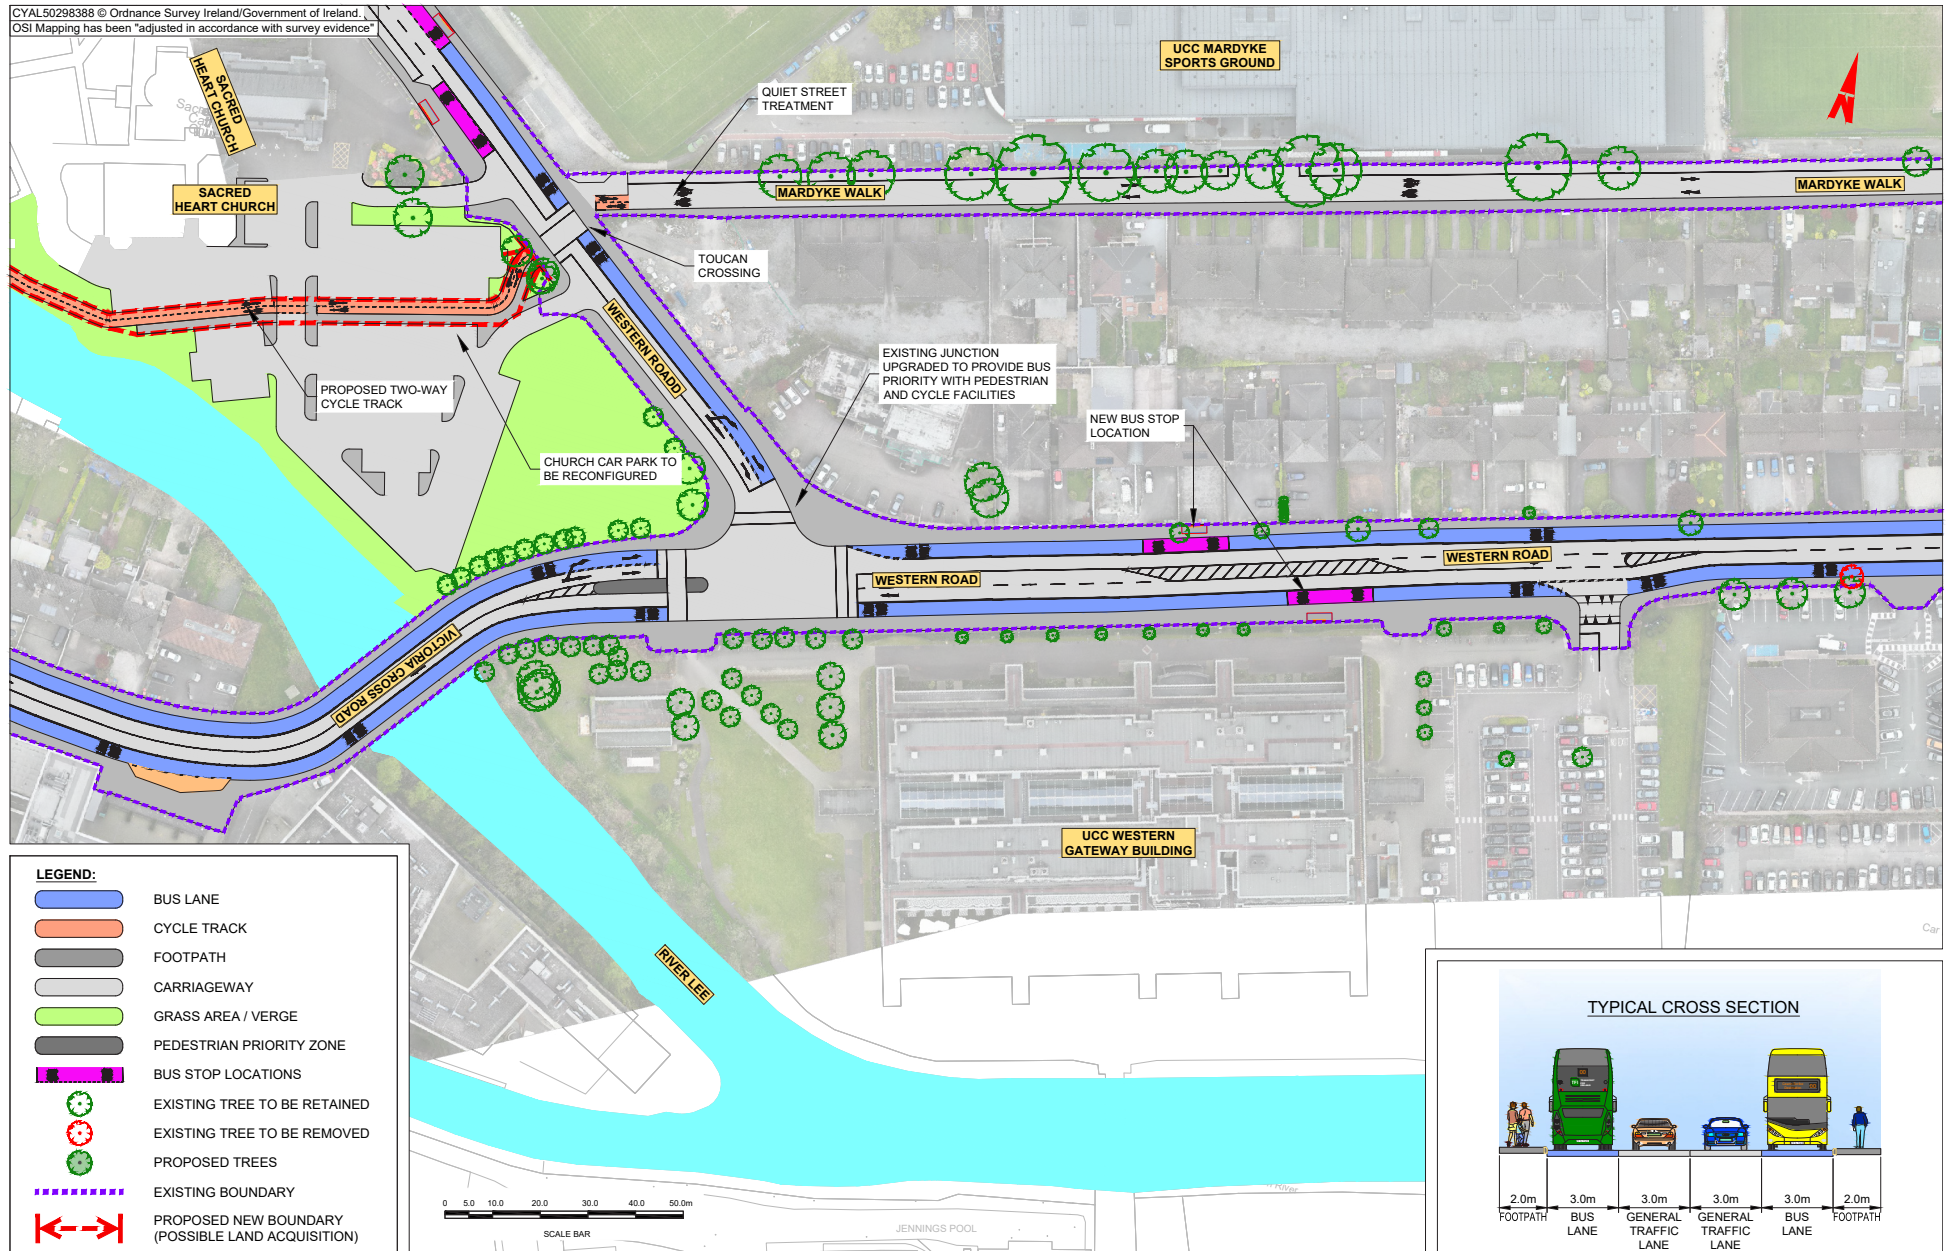 CYAL50298388 © Ordnance Survey Ireland/Government of Ireland.
OSI Mapping has been "adjusted in accordance with survey evidence"
SACRED
HEART CHURCH
SACRED
HEART CHURCH
UCC MARDYKE
SPORTS GROUND
QUIET STREET
TREATMENT
MARDYKE WALK
MARDYKE WALK
TOUCAN
CROSSING
WESTERN ROADD
PROPOSED TWO-WAY
CYCLE TRACK
EXISTING JUNCTION
UPGRADED TO PROVIDE BUS
PRIORITY WITH PEDESTRIAN
AND CYCLE FACILITIES
NEW BUS STOP
LOCATION
CHURCH CAR PARK TO
BE RECONFIGURED
WESTERN ROAD
WESTERN ROAD
VICTORIA CROSS ROAD
UCC WESTERN
GATEWAY BUILDING
RIVER LEE
Car
LEGEND:
BUS LANE
CYCLE TRACK
FOOTPATH
CARRIAGEWAY
GRASS AREA / VERGE
PEDESTRIAN PRIORITY ZONE
BUS STOP LOCATIONS
EXISTING TREE TO BE RETAINED
EXISTING TREE TO BE REMOVED
PROPOSED TREES
EXISTING BOUNDARY
PROPOSED NEW BOUNDARY
(POSSIBLE LAND ACQUISITION)
0 5.0 10.0 20.0 30.0 40.0 50.0m
SCALE BAR
JENNINGS POOL
River
TYPICAL CROSS SECTION
2.0m 3.0m 3.0m 3.0m 3.0m 2.0m
FOOTPATH BUS GENERAL GENERAL BUS FOOTPATH
LANE TRAFFIC TRAFFIC LANE
LANE LANE